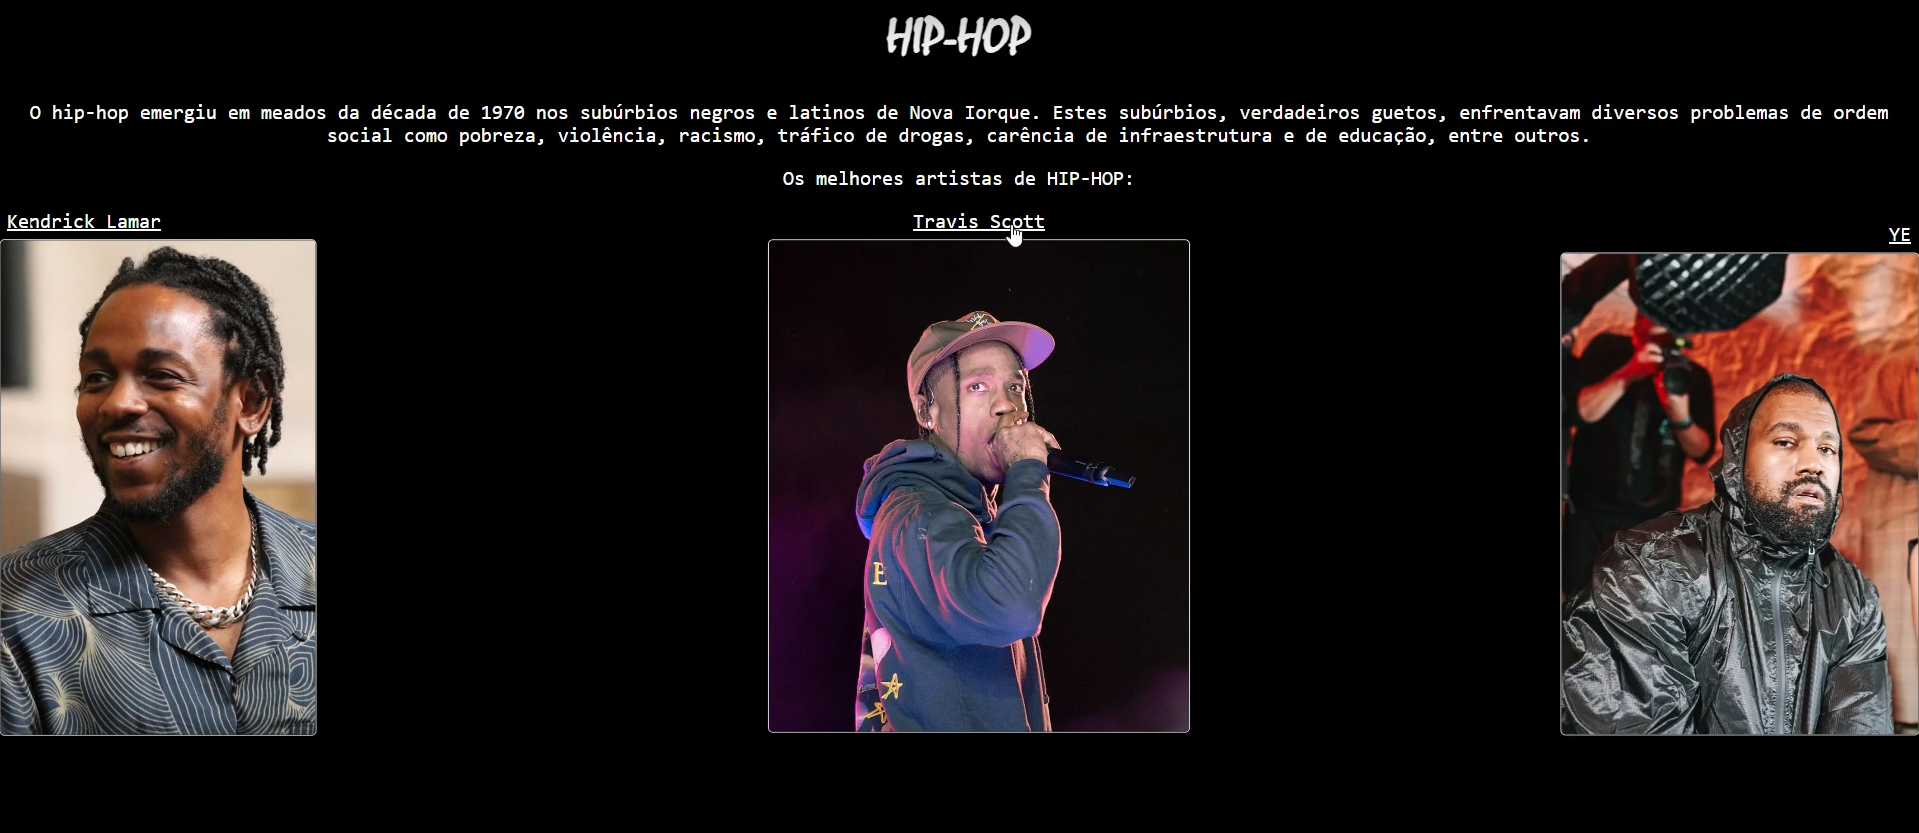 HIP-HOP
O hip-hop emergiu em meados da década de 1970 nos subúrbios negros e latinos de Nova Iorque. Estes subúrbios, verdadeiros guetos, enfrentavam diversos problemas de ordem
social como pobreza, violência, racismo, tráfico de drogas, carência de infraestrutura e de educação, entre outros.
Os melhores artistas de HIP-HOP:
Kendrick Lamar
Travis Scott
YE
E